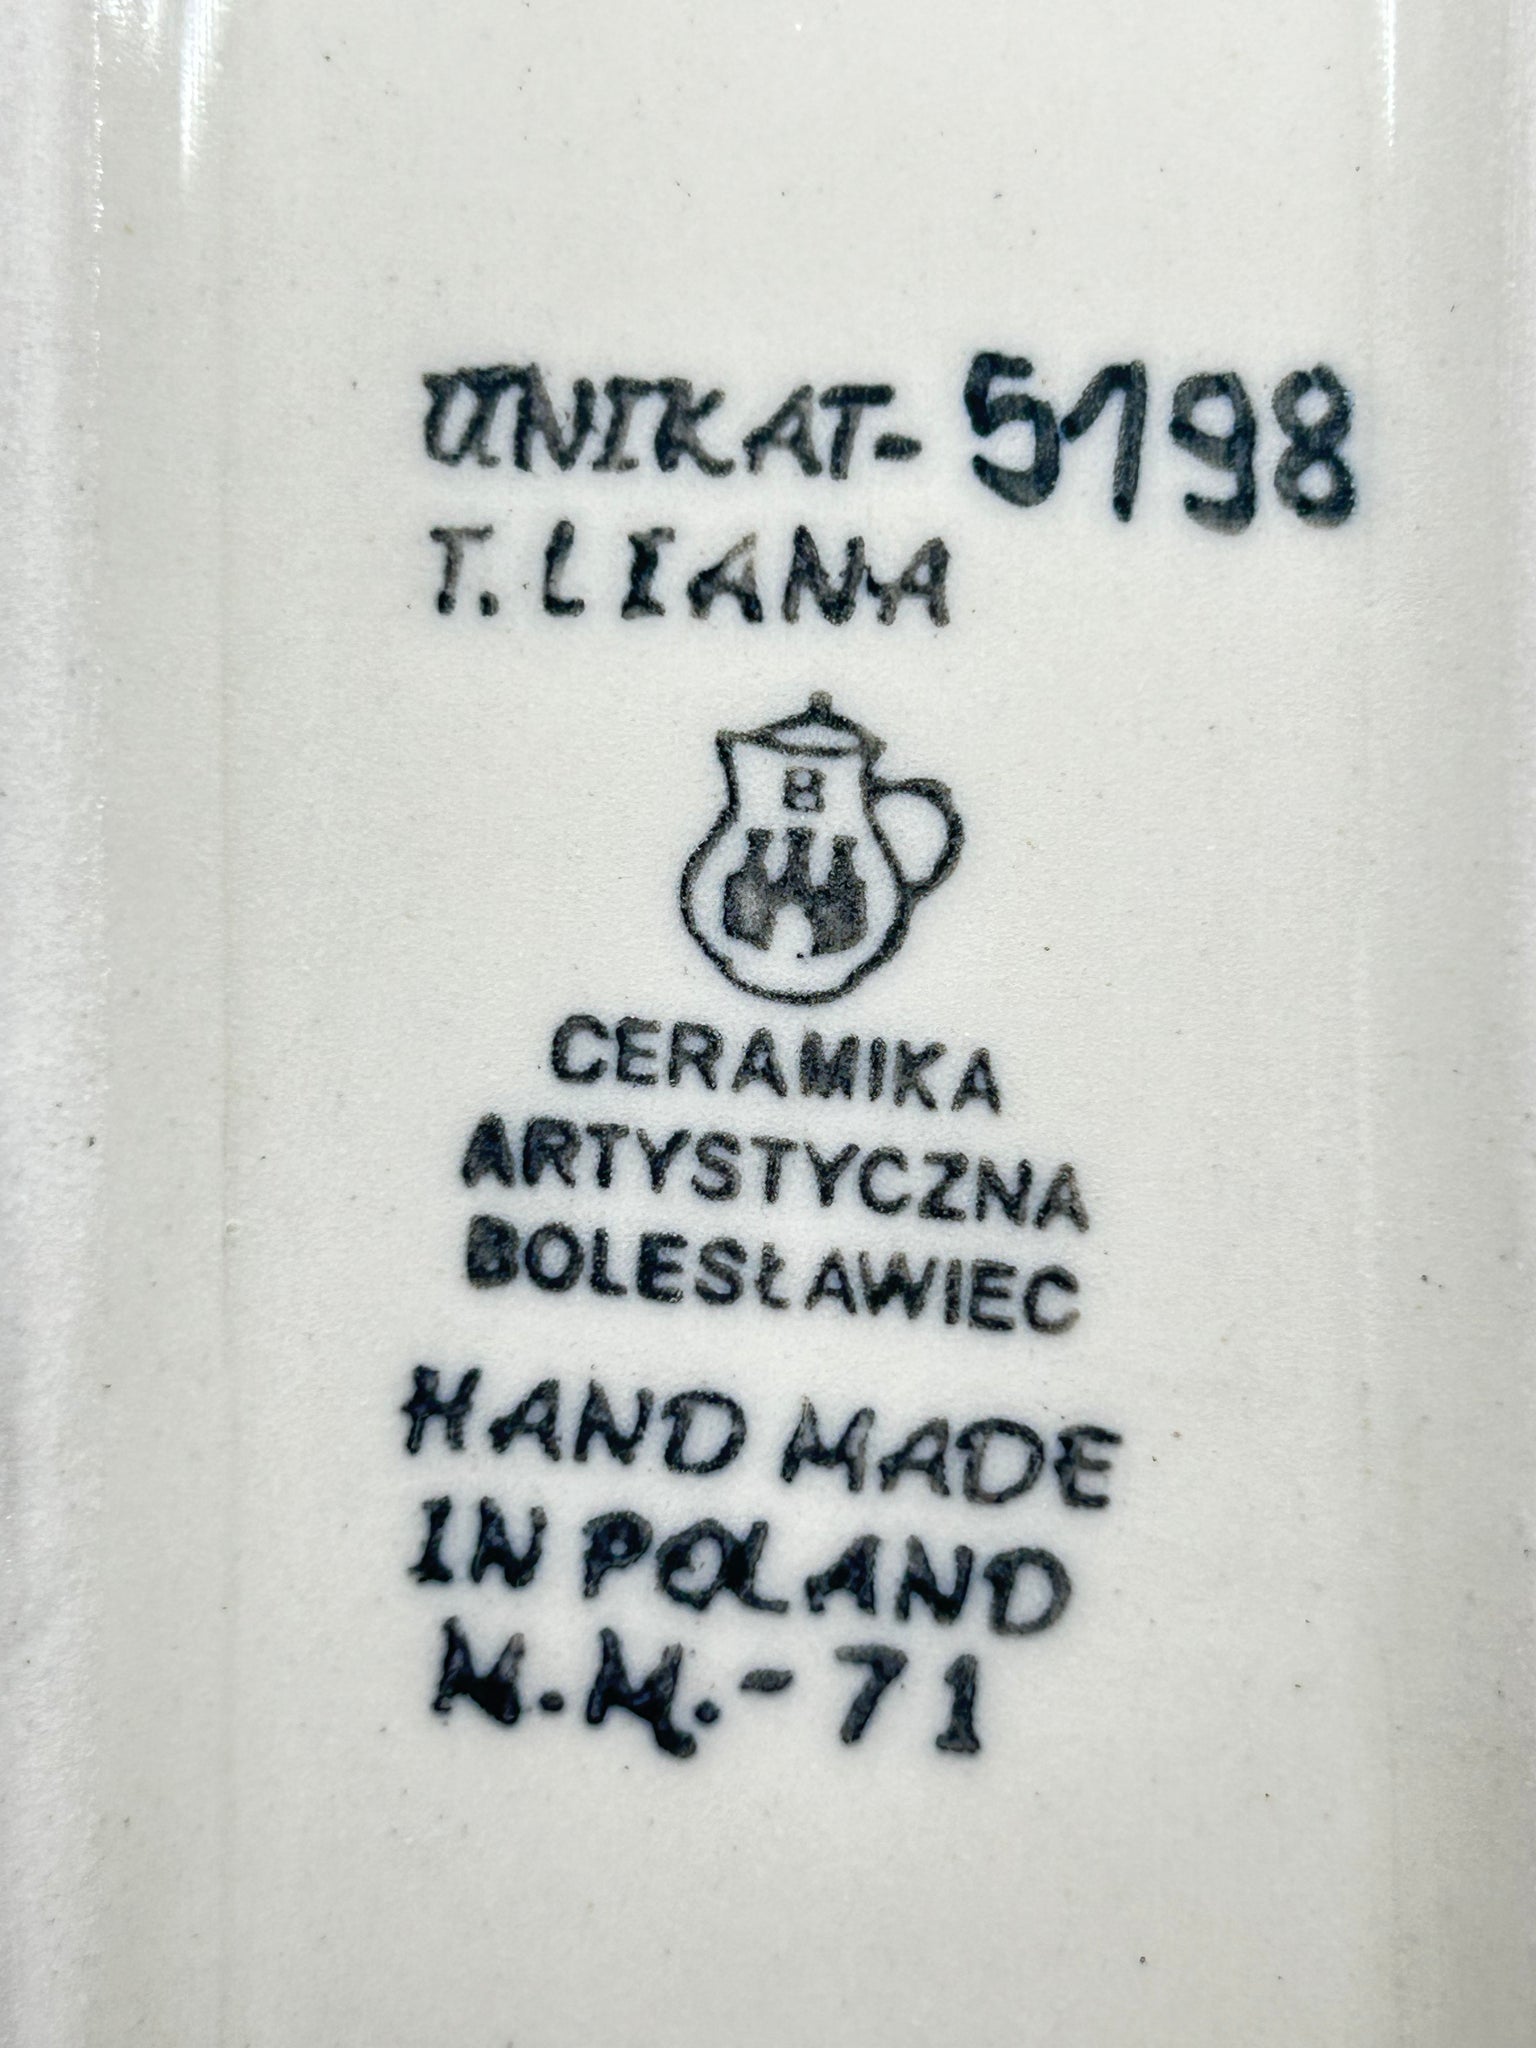 UNIKAT-5198
T. LIANA
B
CERAMIKA
ARTYSTYCZNA
BOLESŁAWIEC
HAND MADE
IN POLAND
M.M.-71